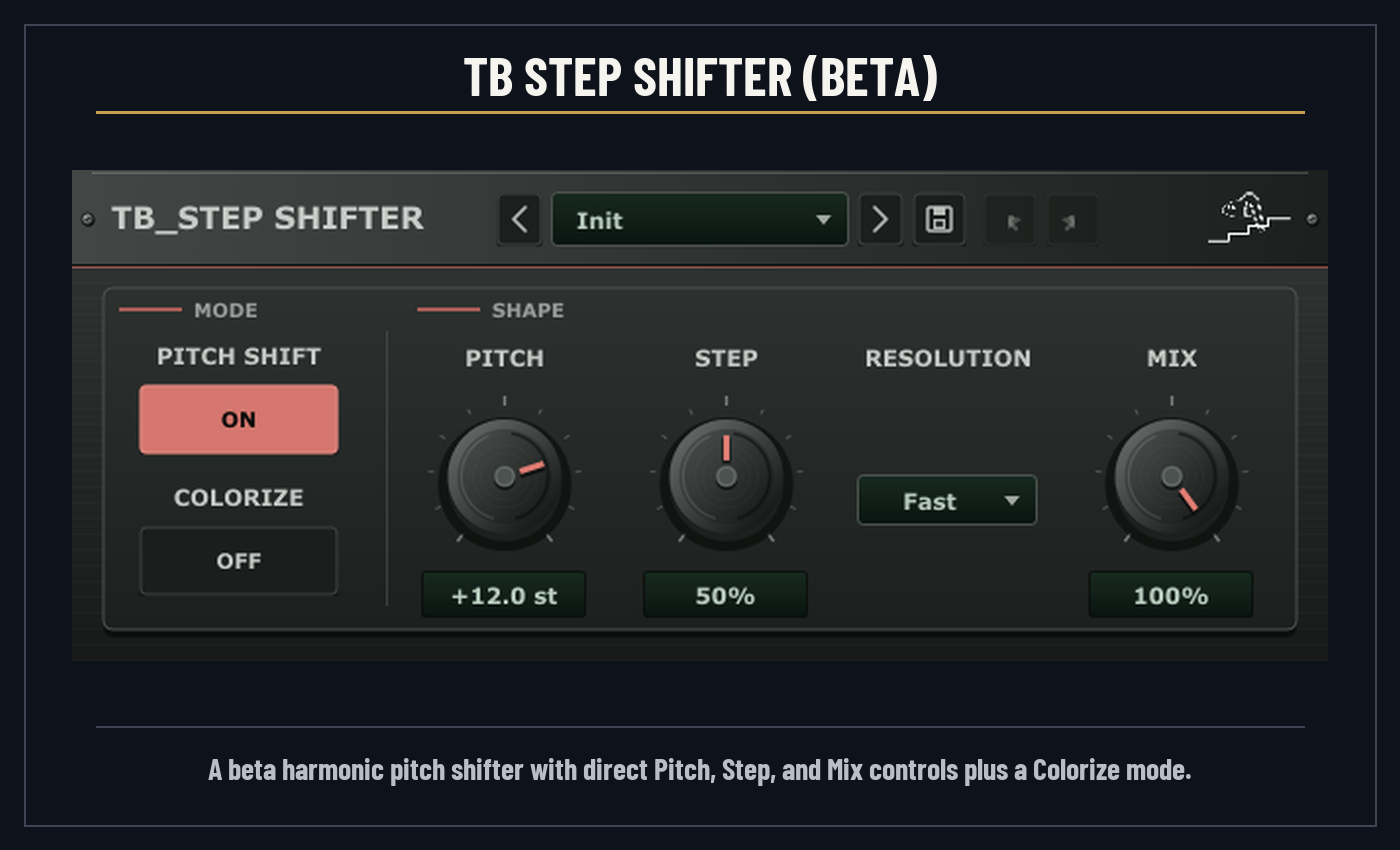 TB STEP SHIFTER (BETA)
TB_STEP SHIFTER
Init
MODE
SHAPE
PITCH SHIFT
PITCH
STEP
RESOLUTION
MIX
ON
COLORIZE
Fast
OFF
+12.0 st
50%
100%
A beta harmonic pitch shifter with direct Pitch, Step, and Mix controls plus a Colorize mode.